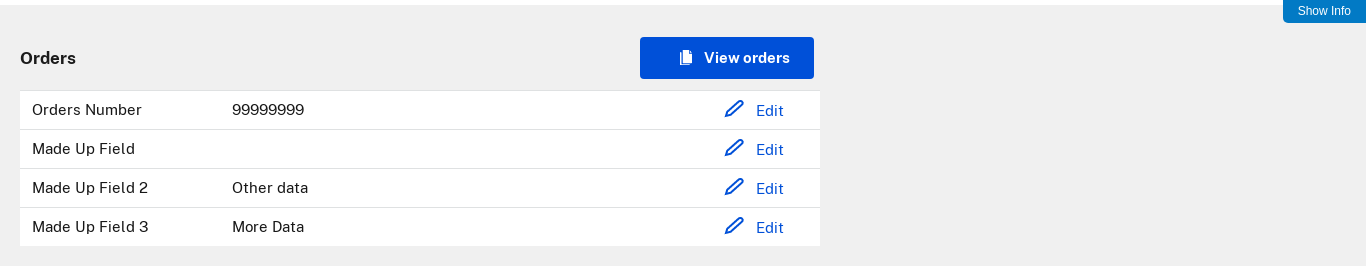 Show Info
Orders
View orders
Orders Number 99999999 Edit
Made Up Field Edit
Made Up Field 2 Other data Edit
Made Up Field 3 More Data Edit